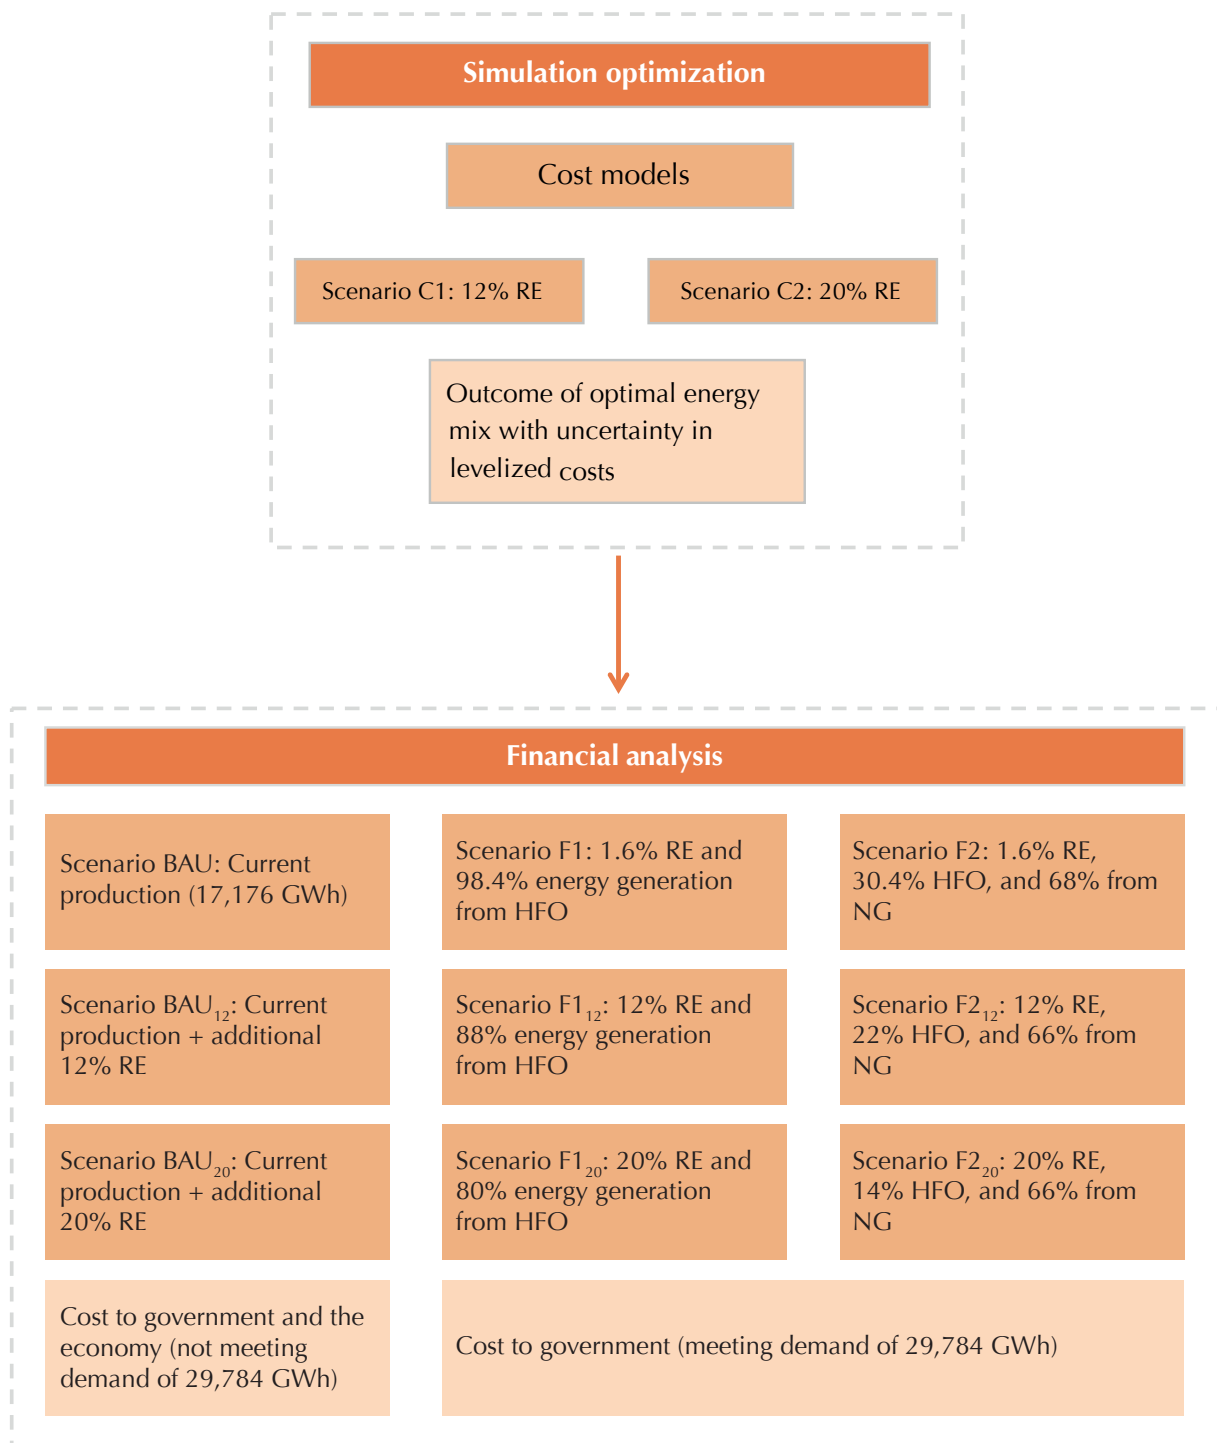 Simulation optimization
Cost models
Scenario C1: 12% RE
Scenario C2: 20% RE
Outcome of optimal energy
mix with uncertainty in
levelized costs
Financial analysis
Scenario BAU: Current
production (17,176 GWh)
Scenario F1: 1.6% RE and
98.4% energy generation
from HFO
Scenario F2: 1.6% RE,
30.4% HFO, and 68% from
NG
Scenario BAU₁₂: Current
production + additional
12% RE
Scenario F1₁₂: 12% RE and
88% energy generation
from HFO
Scenario F2₁₂: 12% RE,
22% HFO, and 66% from
NG
Scenario BAU₂₀: Current
production + additional
20% RE
Scenario F1₂₀: 20% RE and
80% energy generation
from HFO
Scenario F2₂₀: 20% RE,
14% HFO, and 66% from
NG
Cost to government and the
economy (not meeting
demand of 29,784 GWh)
Cost to government (meeting demand of 29,784 GWh)